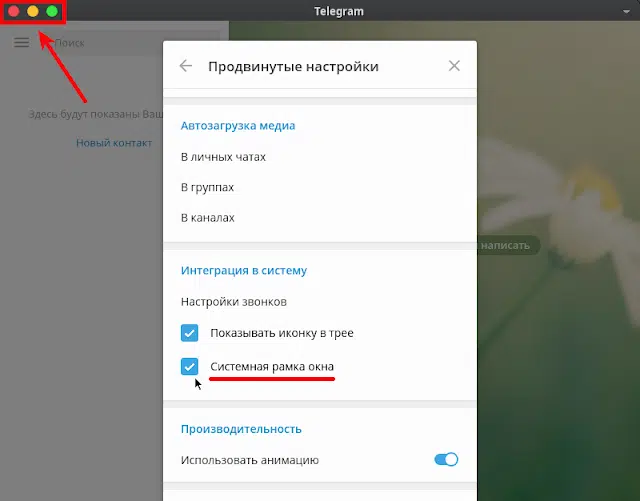 Telegram
Поиск
Продвинутые настройки
Здесь будут показаны Ваш
Новый контакт
Автозагрузка медиа
В личных чатах
В группах
В каналах
написать
Интеграция в систему
Настройки звонков
Показывать иконку в трее
Системная рамка окна
Производительность
Использовать анимацию